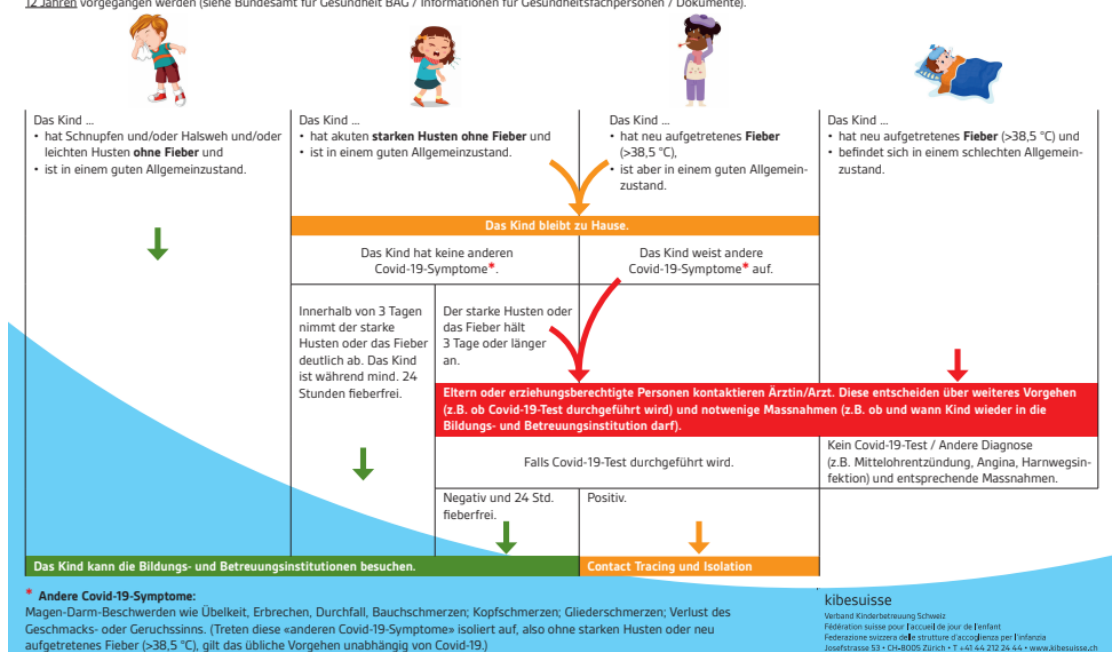 12 Jahren vorgegangen werden (siehe Bundesamt für Gesundheit BAG / Informationen für Gesundheitsfachpersonen / Dokumente).
Das Kind ...
• hat Schnupfen und/oder Halsweh und/oder
leichten Husten ohne Fieber und
• ist in einem guten Allgemeinzustand.
Das Kind ...
• hat akuten starken Husten ohne Fieber und
• ist in einem guten Allgemeinzustand.
Das Kind ...
• hat neu aufgetretenes Fieber
(>38,5 °C),
• ist aber in einem guten Allgemein-
zustand.
Das Kind ...
• hat neu aufgetretenes Fieber (>38,5 °C) und
• befindet sich in einem schlechten Allgemein-
zustand.
Das Kind bleibt zu Hause.
Das Kind hat keine anderen
Covid-19-Symptome*.
Das Kind weist andere
Covid-19-Symptome* auf.
Innerhalb von 3 Tagen
nimmt der starke
Husten oder das Fieber
deutlich ab. Das Kind
ist während mind. 24
Stunden fieberfrei.
Der starke Husten oder
das Fieber hält
3 Tage oder länger
an.
Eltern oder erziehungsberechtigte Personen kontaktieren Ärztin/Arzt. Diese entscheiden über weiteres Vorgehen
(z.B. ob Covid-19-Test durchgeführt wird) und notwenige Massnahmen (z.B. ob und wann Kind wieder in die
Bildungs- und Betreuungsinstitution darf).
Falls Covid-19-Test durchgeführt wird.
Kein Covid-19-Test / Andere Diagnose
(z.B. Mittelohrentzündung, Angina, Harnwegsin-
fektion) und entsprechende Massnahmen.
Negativ und 24 Std.
fieberfrei.
Positiv.
Das Kind kann die Bildungs- und Betreuungsinstitutionen besuchen.
Contact Tracing und Isolation
* Andere Covid-19-Symptome:
Magen-Darm-Beschwerden wie Übelkeit, Erbrechen, Durchfall, Bauchschmerzen; Kopfschmerzen; Gliederschmerzen; Verlust des
Geschmacks- oder Geruchssinns. (Treten diese «anderen Covid-19-Symptome» isoliert auf, also ohne starken Husten oder neu
aufgetretenes Fieber (>38,5 °C), gilt das übliche Vorgehen unabhängig von Covid-19.)
kibesuisse
Verband Kinderbetreuung Schweiz
Fédération suisse pour l'accueil de jour de l'enfant
Federazione svizzera delle strutture d'accoglienza per l'infanzia
Josefstrasse 53 • CH-8005 Zürich • T +41 44 212 24 44 • www.kibesuisse.ch